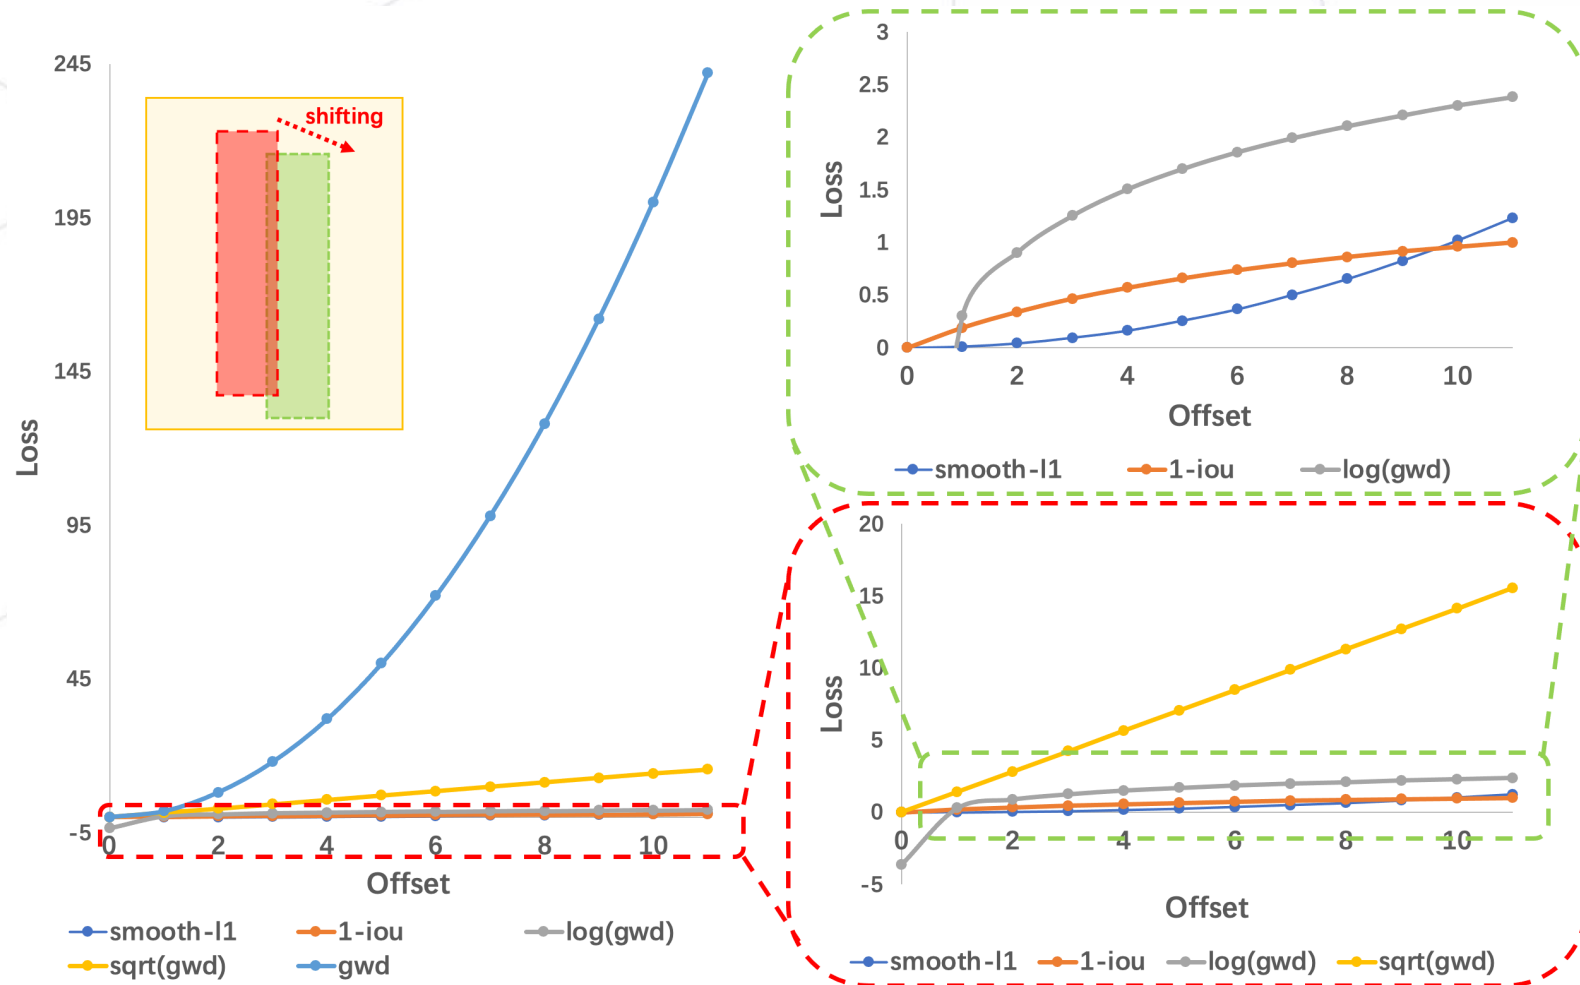 245
195
145
95
45
-5
Loss
shifting
0
2
4
6
8
10
Offset
smooth-l1
1-iou
log(gwd)
sqrt(gwd)
gwd
3
2.5
2
1.5
1
0.5
0
Loss
0
2
4
6
8
10
Offset
smooth-l1
1-iou
log(gwd)
20
15
10
5
0
-5
Loss
0
2
4
6
8
10
Offset
smooth-l1
1-iou
log(gwd)
sqrt(gwd)